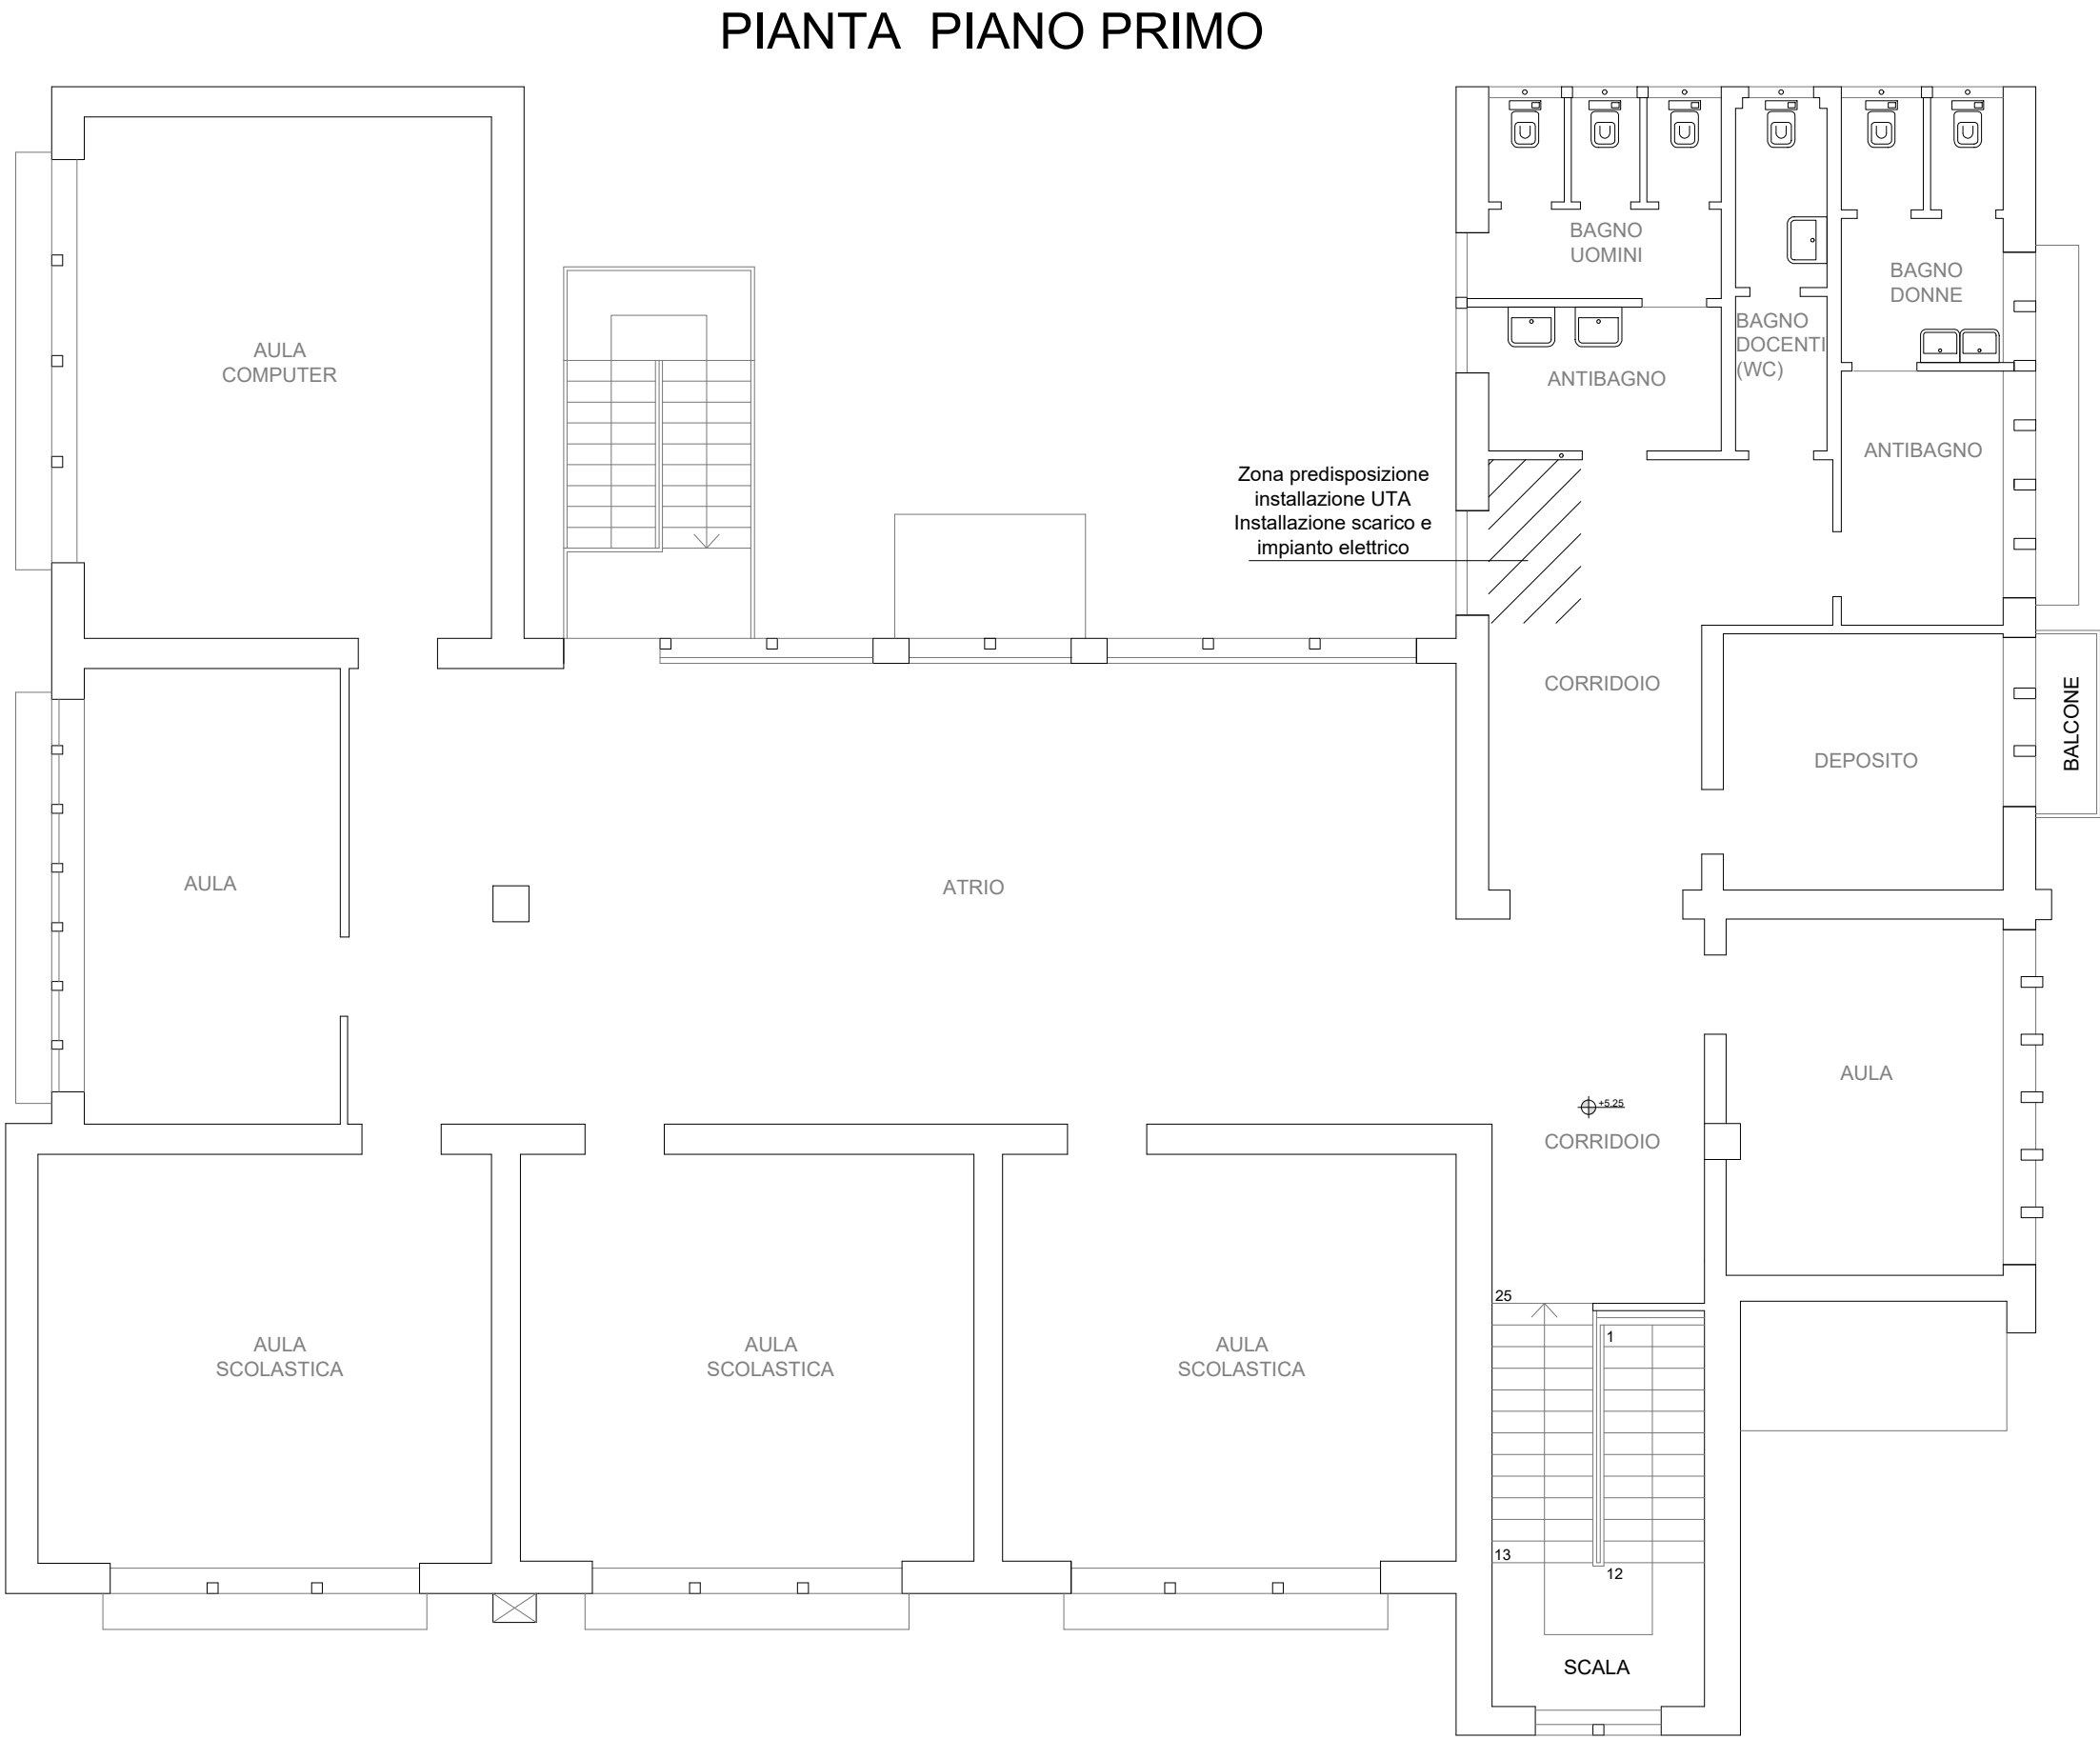 PIANTA PIANO PRIMO
BAGNO
UOMINI
BAGNO
DONNE
BAGNO
DOCENTI
(WC)
AULA
COMPUTER
ANTIBAGNO
ANTIBAGNO
Zona predisposizione
installazione UTA
Installazione scarico e
impianto elettrico
CORRIDOIO
BALCONE
DEPOSITO
AULA
ATRIO
AULA
+5.25
CORRIDOIO
25
1
AULA
SCOLASTICA
AULA
SCOLASTICA
AULA
SCOLASTICA
13
12
SCALA